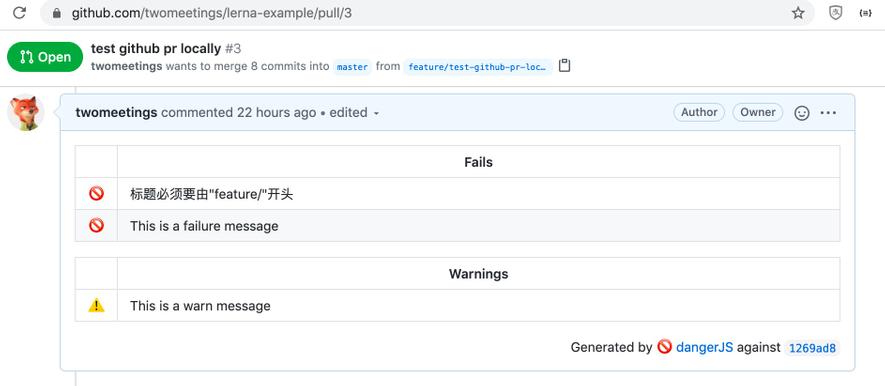 github.com/twomeetings/lerna-example/pull/3
Open
test github pr locally #3
twomeetings wants to merge 8 commits into master from feature/test-github-pr-loc…
twomeetings commented 22 hours ago • edited
Author
Owner
Fails
标题必须要由"feature/"开头
This is a failure message
Warnings
This is a warn message
Generated by 🚫 dangerJS against 1269ad8